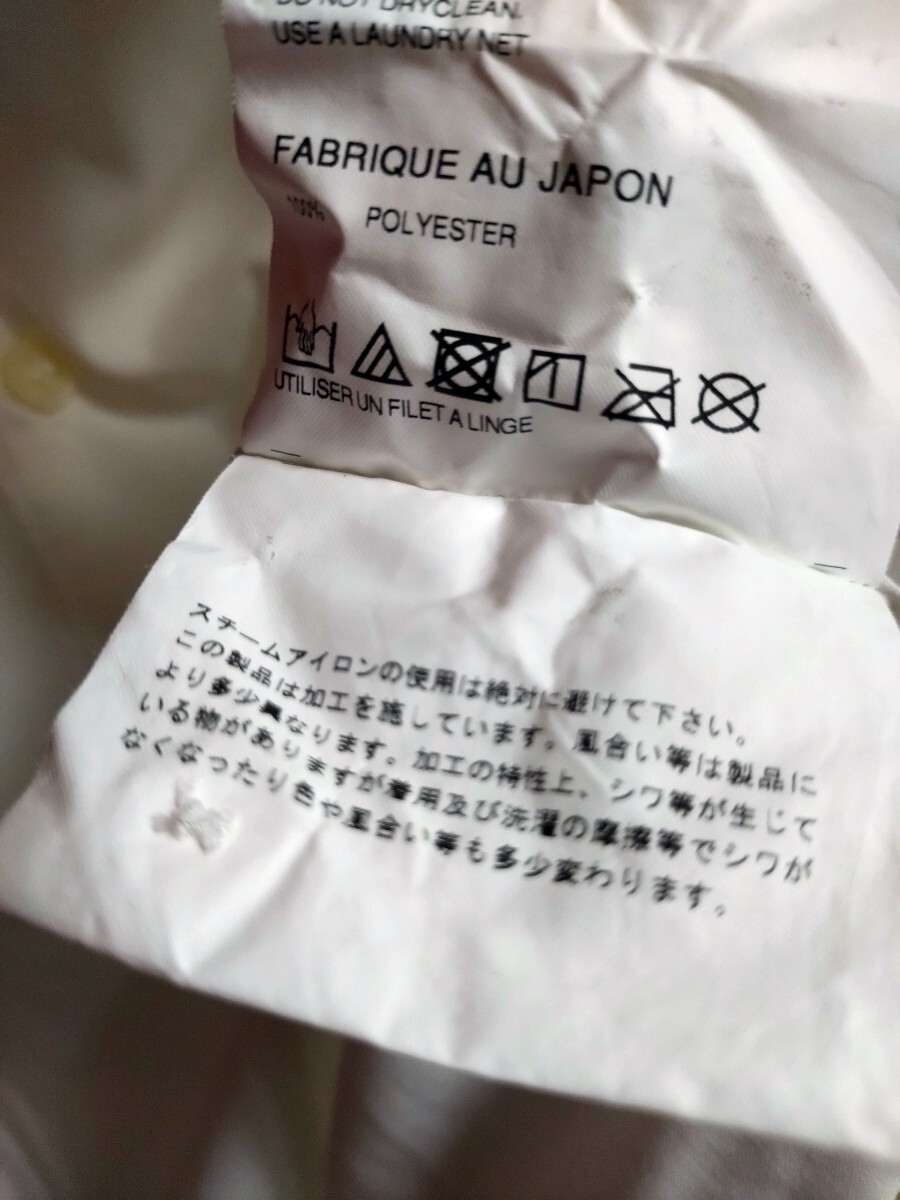 DO NOT DRYCLEAN.
USE A LAUNDRY NET
FABRIQUE AU JAPON
100% POLYESTER
UTILISER UN FILET A LINGE
スチームアイロンの使用は絶対に避けて下さい。
この製品は加工を施しています。風合い等は製品に
より多少異なります。加工の特性上、シワ等が生じて
いる物がありますが着用及び洗濯の摩擦等でシワが
なくなったり色や風合い等も多少変わります。